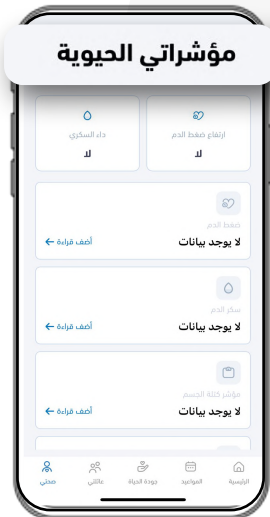 مؤشراتي الحيوية
ارتفاع ضغط الدم
لا
داء السكري
لا
ضغط الدم
لا يوجد بيانات
أضف قراءة ←
سكر الدم
لا يوجد بيانات
أضف قراءة ←
مؤشر كتلة الجسم
لا يوجد بيانات
أضف قراءة ←
الرئيسية
المواعيد
جودة الحياة
عائلتي
صحتي